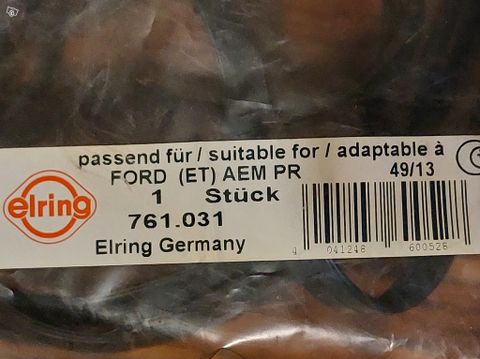 passend für / suitable for / adaptable à
FORD (ET) AEM PR 49/13
1 Stück
elring
761.031
Elring Germany
4 041248 600528